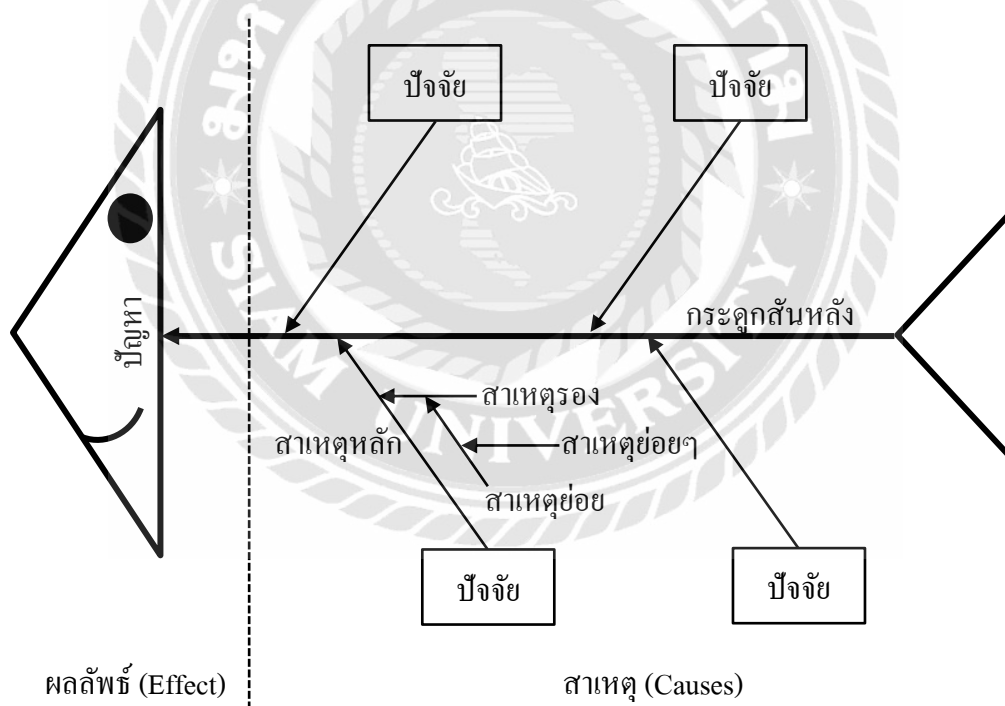 ปัจจัย
ปัจจัย
กระดูกสันหลัง
ปัญหา
สาเหตุรอง
สาเหตุหลัก
สาเหตุย่อยๆ
สาเหตุย่อย
ปัจจัย
ปัจจัย
ผลลัพธ์ (Effect)
สาเหตุ (Causes)
SIAM UNIVERSITY